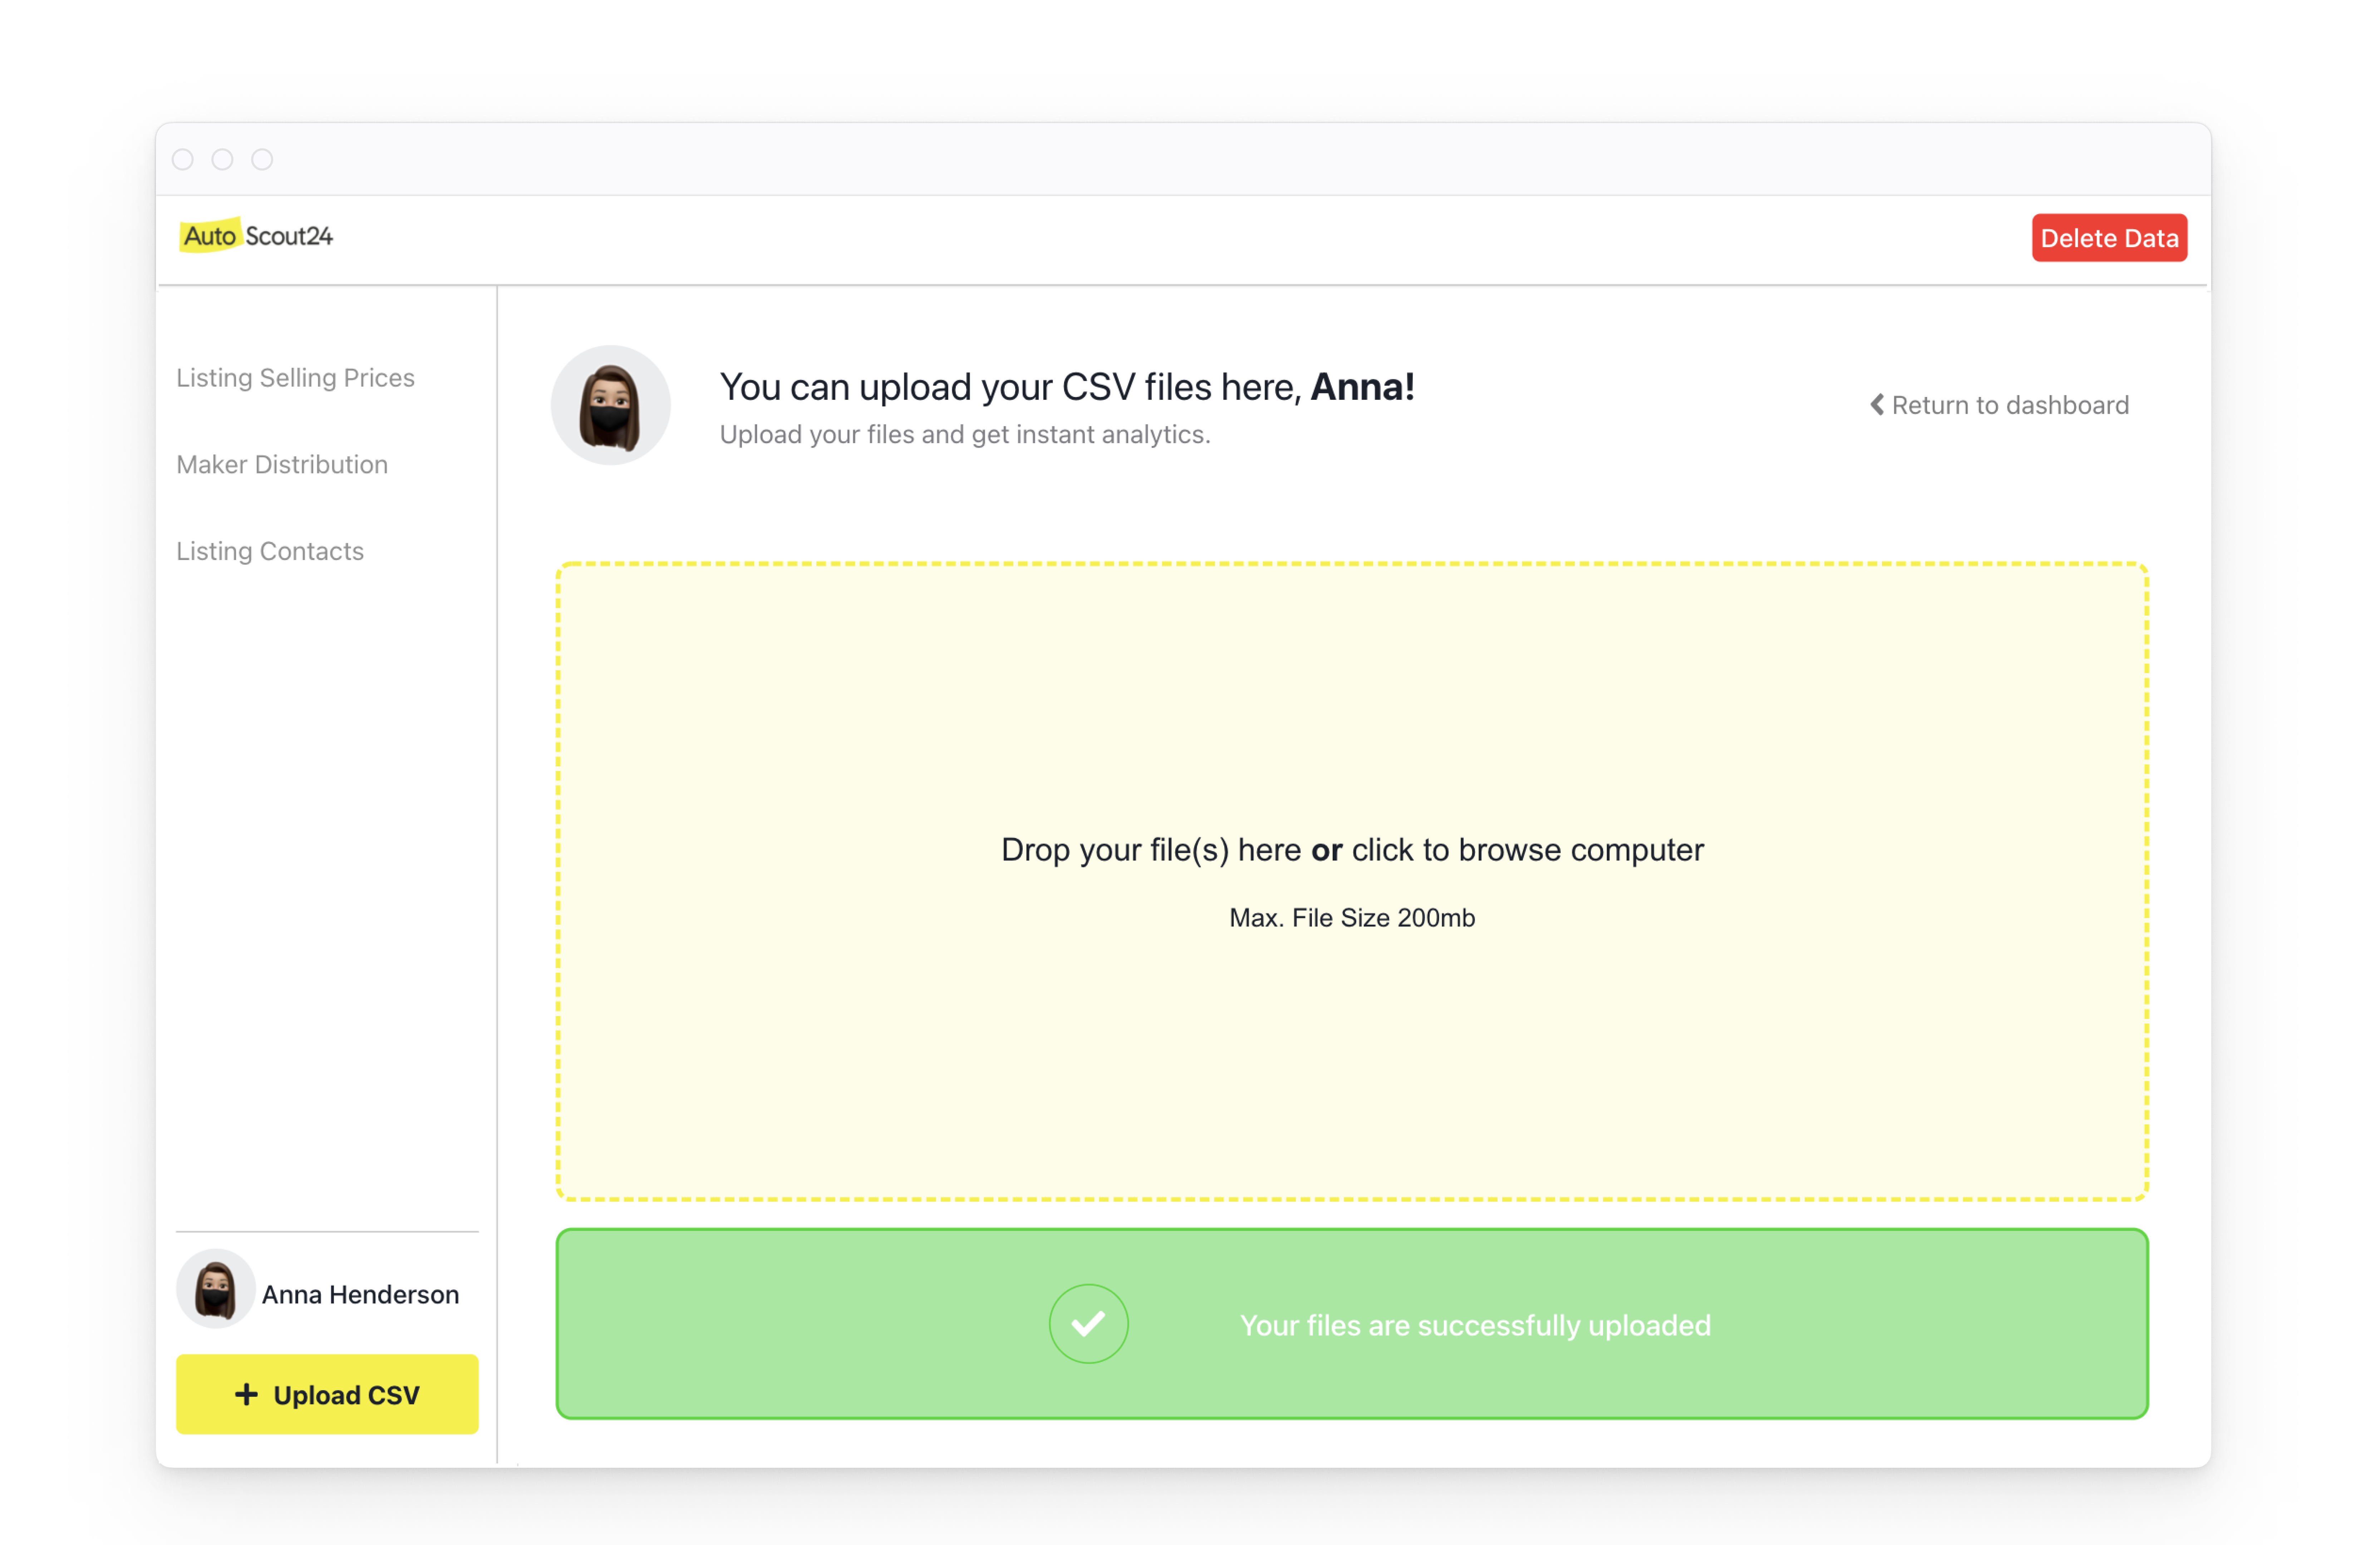 Auto Scout24
Delete Data
Listing Selling Prices
Maker Distribution
Listing Contacts
You can upload your CSV files here, Anna!
Upload your files and get instant analytics.
Return to dashboard
Drop your file(s) here or click to browse computer
Max. File Size 200mb
Your files are successfully uploaded
Anna Henderson
+ Upload CSV